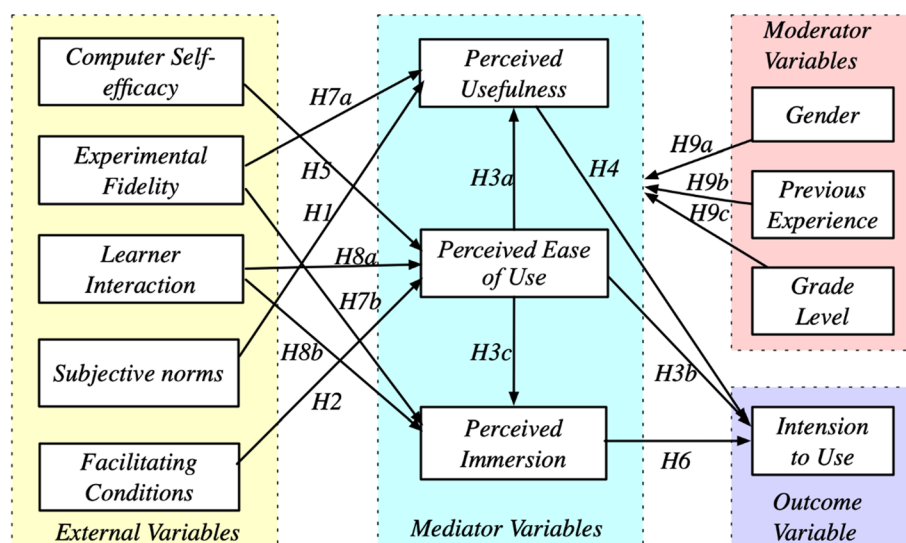 Computer Self-
efficacy
Experimental
Fidelity
Learner
Interaction
Subjective norms
Facilitating
Conditions
External Variables
H7a
H5
H1
H8a
H7b
H8b
H2
Perceived
Usefulness
H3a
Perceived Ease
of Use
H3c
Perceived
Immersion
Mediator Variables
H4
H3b
H6
H9a
H9b
H9c
Moderator
Variables
Gender
Previous
Experience
Grade
Level
Intension
to Use
Outcome
Variable